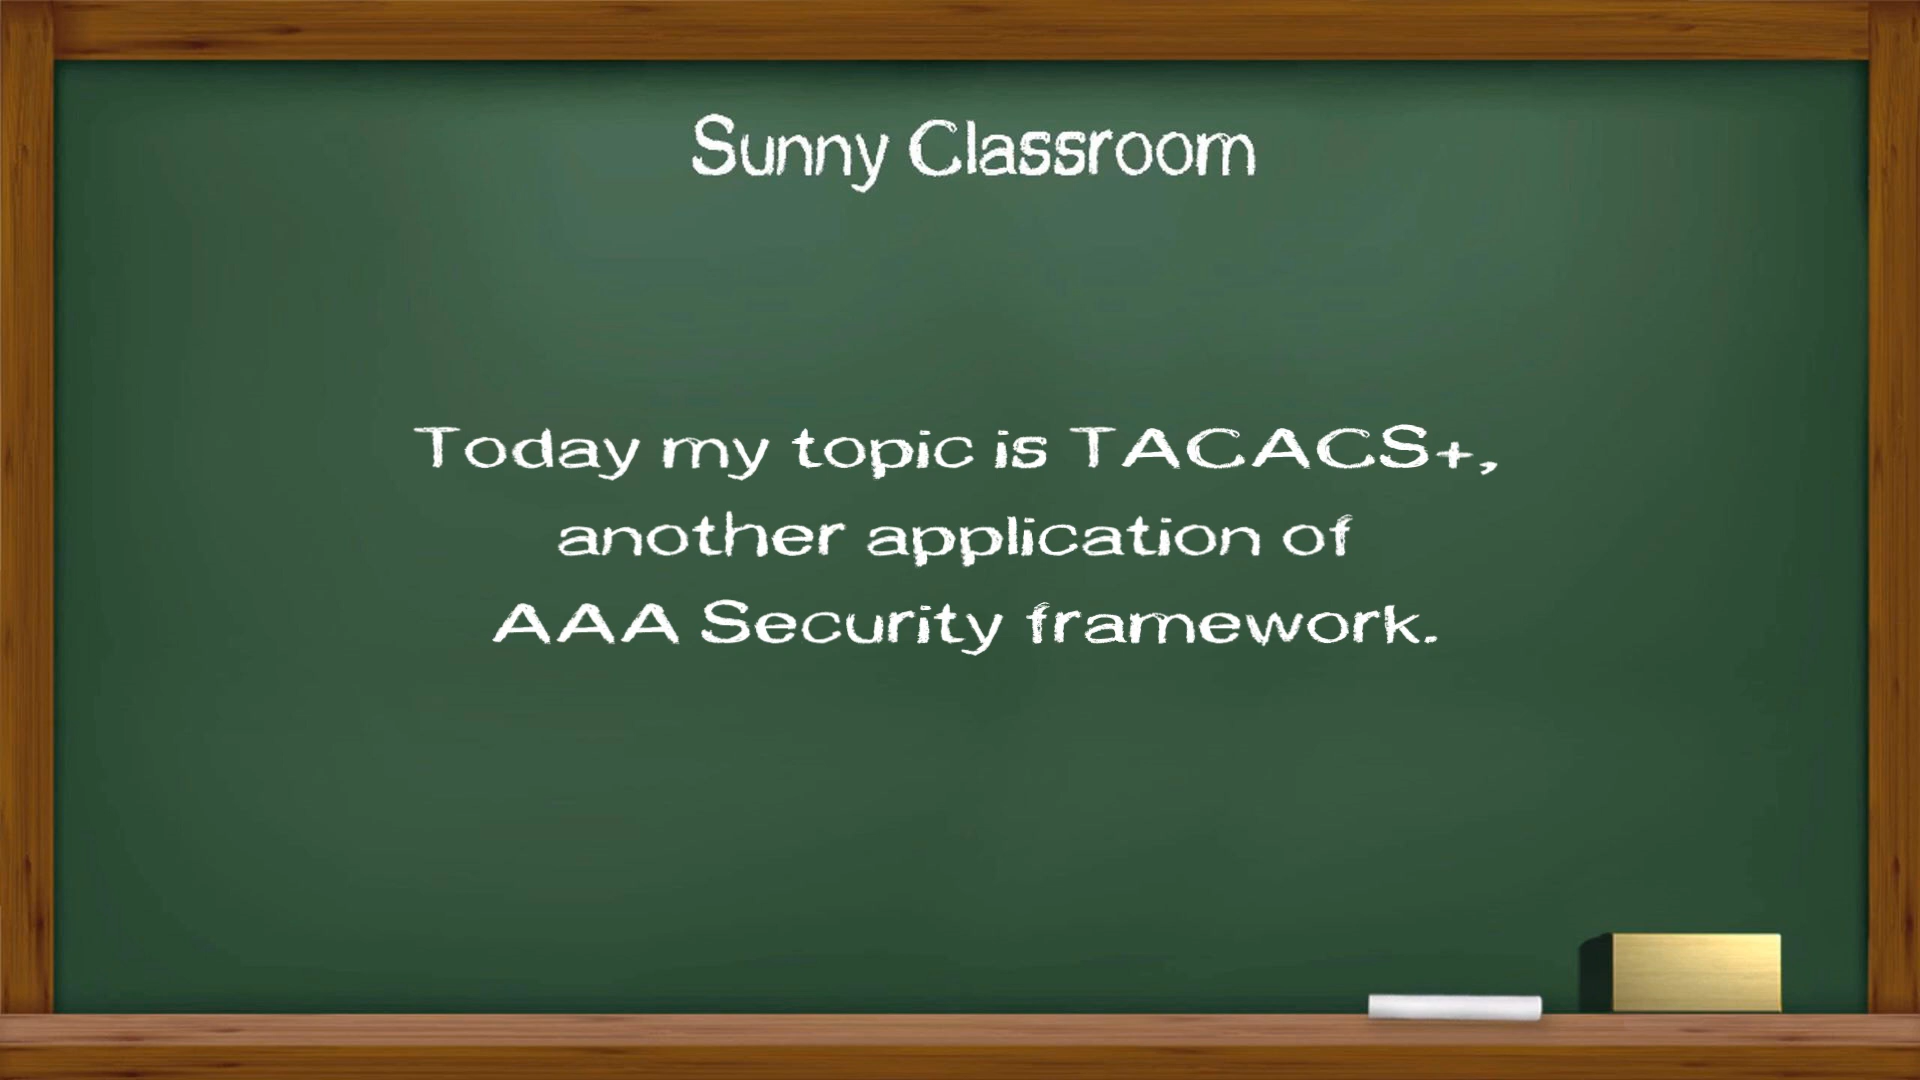 Sunny Classroom
Today my topic is TACACS+,
another application of
AAA Security framework.